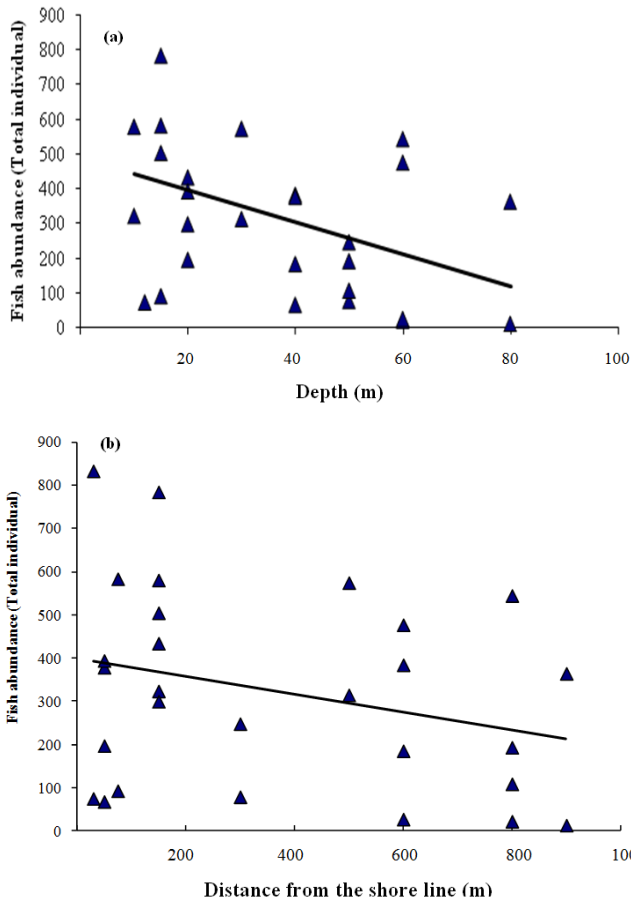 900
(a)
800
700
600
500
400
300
200
100
0
Fish abundance (Total individual)
20 40 60 80 100
Depth (m)
900
(b)
800
700
600
500
400
300
200
100
0
Fish abundance (Total individual)
200 400 600 800 100
Distance from the shore line (m)